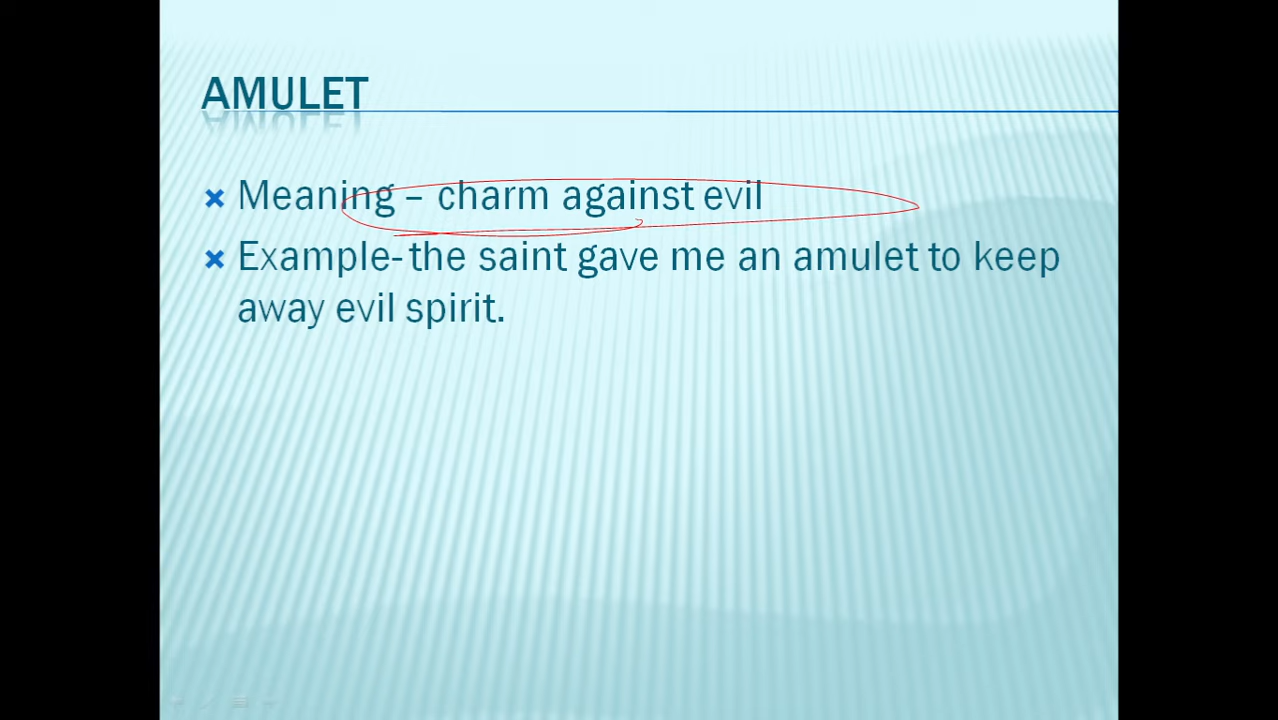 AMULET
Meaning – charm against evil
Example- the saint gave me an amulet to keep
away evil spirit.